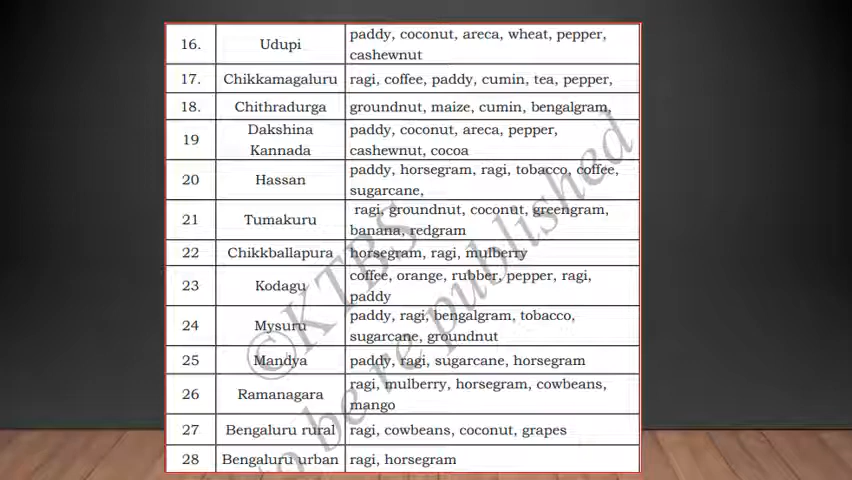 16. Udupi paddy, coconut, areca, wheat, pepper,
cashewnut
17. Chikkamagaluru ragi, coffee, paddy, cumin, tea, pepper,
18. Chithradurga groundnut, maize, cumin, bengalgram,
19 Dakshina Kannada paddy, coconut, areca, pepper,
cashewnut, cocoa
20 Hassan paddy, horsegram, ragi, tobacco, coffee,
sugarcane,
21 Tumakuru ragi, groundnut, coconut, greengram,
banana, redgram
22 Chikkballapura horsegram, ragi, mulberry
23 Kodagu coffee, orange, rubber, pepper, ragi,
paddy
24 Mysuru paddy, ragi, bengalgram, tobacco,
sugarcane, groundnut
25 Mandya paddy, ragi, sugarcane, horsegram
26 Ramanagara ragi, mulberry, horsegram, cowbeans,
mango
27 Bengaluru rural ragi, cowbeans, coconut, grapes
28 Bengaluru urban ragi, horsegram
©KTBS
to be republished